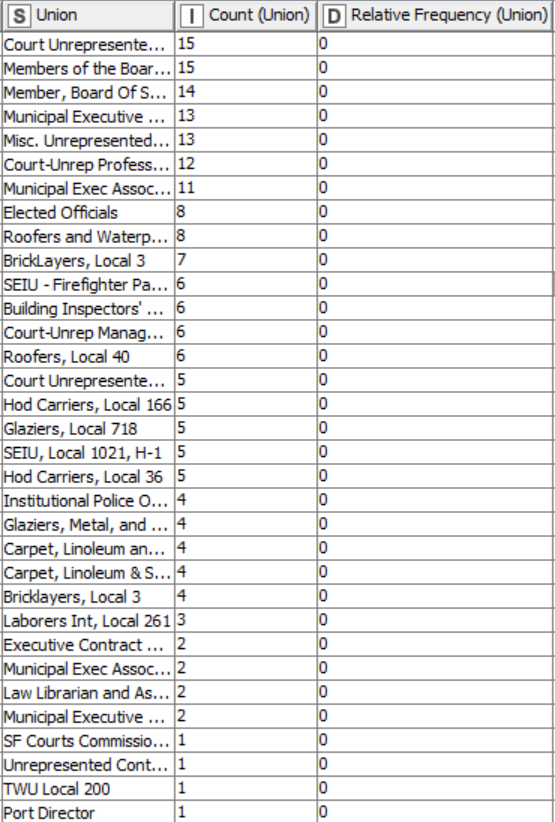 S Union I Count (Union) D Relative Frequency (Union)
Court Unrepresente... 15 0
Members of the Boar... 15 0
Member, Board Of S... 14 0
Municipal Executive ... 13 0
Misc. Unrepresented... 13 0
Court-Unrep Profess... 12 0
Municipal Exec Assoc... 11 0
Elected Officials 8 0
Roofers and Waterp... 8 0
BrickLayers, Local 3 7 0
SEIU - Firefighter Pa... 6 0
Building Inspectors' ... 6 0
Court-Unrep Manag... 6 0
Roofers, Local 40 6 0
Court Unrepresente... 5 0
Hod Carriers, Local 166 5 0
Glaziers, Local 718 5 0
SEIU, Local 1021, H-1 5 0
Hod Carriers, Local 36 5 0
Institutional Police O... 4 0
Glaziers, Metal, and ... 4 0
Carpet, Linoleum an... 4 0
Carpet, Linoleum & S... 4 0
Bricklayers, Local 3 4 0
Laborers Int, Local 261 3 0
Executive Contract ... 2 0
Municipal Exec Assoc... 2 0
Law Librarian and As... 2 0
Municipal Executive ... 2 0
SF Courts Commissio... 1 0
Unrepresented Cont... 1 0
TWU Local 200 1 0
Port Director 1 0